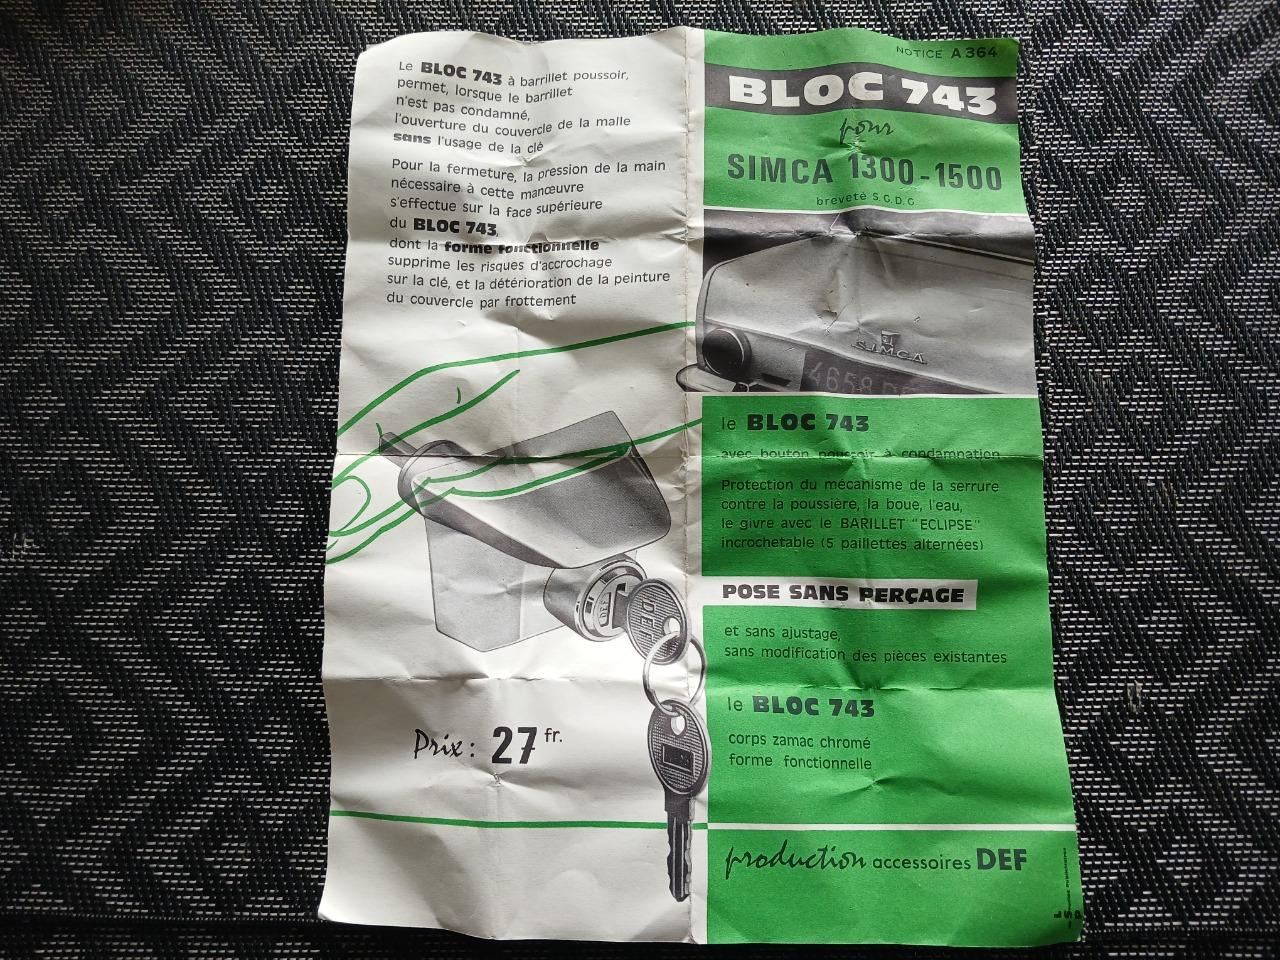 Le BLOC 743 à barrillet poussoir,
permet, lorsque le barrillet
n'est pas condamné,
l'ouverture du couvercle de la malle
sans l'usage de la clé
Pour la fermeture, la pression de la main
nécessaire à cette manœuvre
s'effectue sur la face supérieure
du BLOC 743,
dont la forme fonctionnelle
supprime les risques d'accrochage
sur la clé, et la détérioration de la peinture
du couvercle par frottement
DEF
Prix : 27 fr.
NOTICE A 364
BLOC 743
pour
SIMCA 1300-1500
breveté S.G.D.G.
SIMCA
4658
le BLOC 743
avec bouton poussoir à condamnation
Protection du mécanisme de la serrure
contre la poussière, la boue, l'eau,
le givre avec le BARILLET "ECLIPSE"
incrochetable (5 paillettes alternées)
POSE SANS PERÇAGE
et sans ajustage,
sans modification des pièces existantes
le BLOC 743
corps zamac chromé
forme fonctionnelle
production accessoires DEF